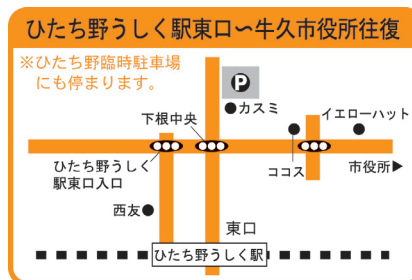 ひたち野うしく駅東口〜牛久市役所往復
※ひたち野臨時駐車場
にも停まります。
P
カスミ
下根中央
イエローハット
ひたち野うしく
駅東口入口
ココス
市役所▶
西友
東口
ひたち野うしく駅